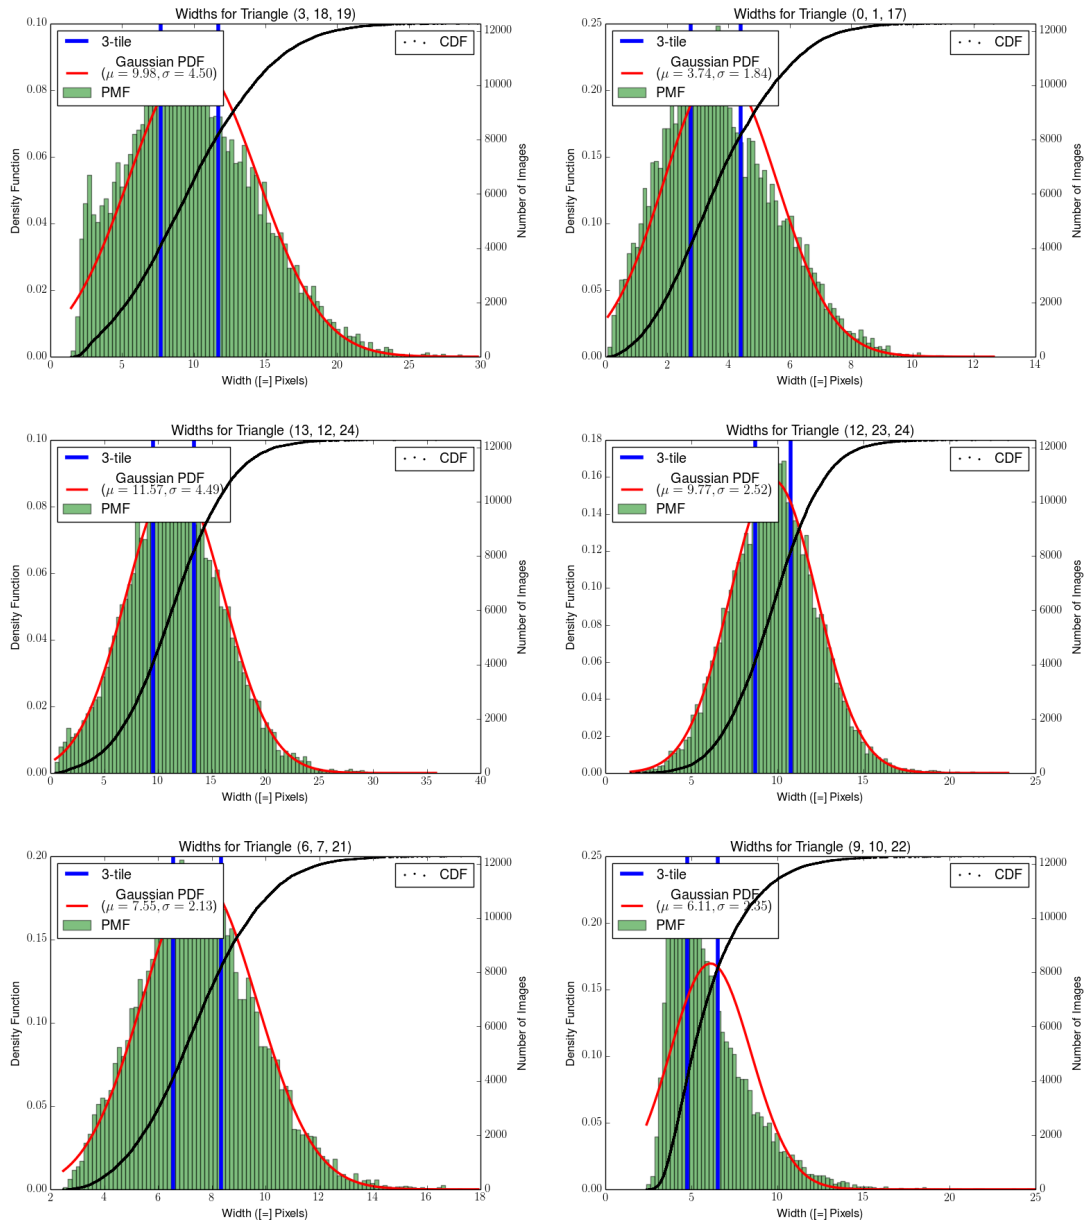 Widths for Triangle (3, 18, 19)
3-tile
Gaussian PDF
(μ = 9.98, σ = 4.50)
PMF
CDF
0.10
0.08
0.06
0.04
0.02
0.00
Density Function
12000
10000
8000
6000
4000
2000
0
Number of Images
5 10 15 20 25 30
Width ([=] Pixels)
Widths for Triangle (0, 1, 17)
3-tile
Gaussian PDF
(μ = 3.74, σ = 1.84)
PMF
CDF
0.25
0.20
0.15
0.10
0.05
0.00
Density Function
12000
10000
8000
6000
4000
2000
0
Number of Images
0 2 4 6 8 10 12 14
Width ([=] Pixels)
Widths for Triangle (13, 12, 24)
3-tile
Gaussian PDF
(μ = 11.57, σ = 4.49)
PMF
CDF
0.10
0.08
0.06
0.04
0.02
0.00
Density Function
12000
10000
8000
6000
4000
2000
0
Number of Images
0 5 10 15 20 25 30 35 40
Width ([=] Pixels)
Widths for Triangle (12, 23, 24)
3-tile
Gaussian PDF
(μ = 9.77, σ = 2.52)
PMF
CDF
0.18
0.16
0.14
0.12
0.10
0.08
0.06
0.04
0.02
0.00
Density Function
12000
10000
8000
6000
4000
2000
0
Number of Images
0 5 10 15 20 25
Width ([=] Pixels)
Widths for Triangle (6, 7, 21)
3-tile
Gaussian PDF
(μ = 7.55, σ = 2.13)
PMF
CDF
0.20
0.15
0.10
0.05
0.00
Density Function
12000
10000
8000
6000
4000
2000
0
Number of Images
2 4 6 8 10 12 14 16 18
Width ([=] Pixels)
Widths for Triangle (9, 10, 22)
3-tile
Gaussian PDF
(μ = 6.11, σ = 2.35)
PMF
CDF
0.25
0.20
0.15
0.10
0.05
0.00
Density Function
12000
10000
8000
6000
4000
2000
0
Number of Images
0 5 10 15 20 25
Width ([=] Pixels)